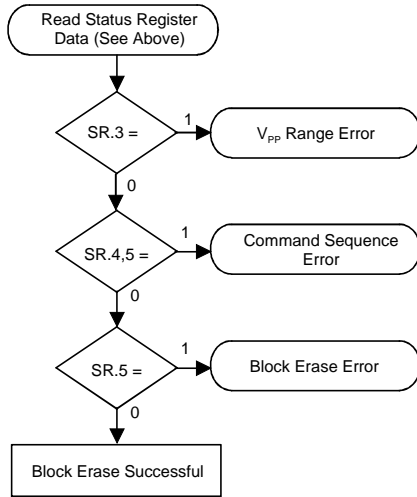 Read Status Register
Data (See Above)
SR.3 =
1
V_PP Range Error
0
SR.4,5 =
1
Command Sequence
Error
0
SR.5 =
1
Block Erase Error
0
Block Erase Successful